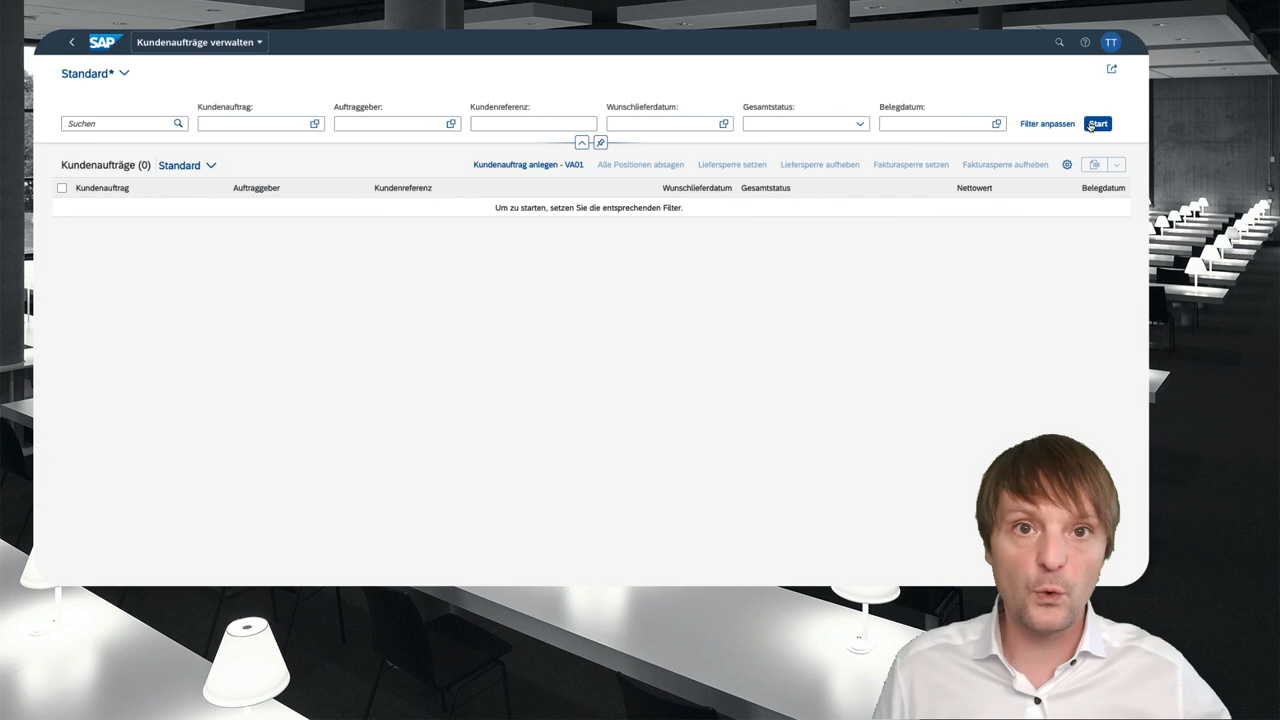 SAP Kundenaufträge verwalten TT
Standard*
Kundenauftrag: Auftraggeber: Kundenreferenz: Wunschlieferdatum: Gesamtstatus: Belegdatum:
Suchen Filter anpassen Start
Kundenaufträge (0) Standard Kundenauftrag anlegen - VA01 Alle Positionen absagen Liefersperre setzen Liefersperre aufheben Fakturasperre setzen Fakturasperre aufheben
Kundenauftrag Auftraggeber Kundenreferenz Wunschlieferdatum Gesamtstatus Nettowert Belegdatum
Um zu starten, setzen Sie die entsprechenden Filter.